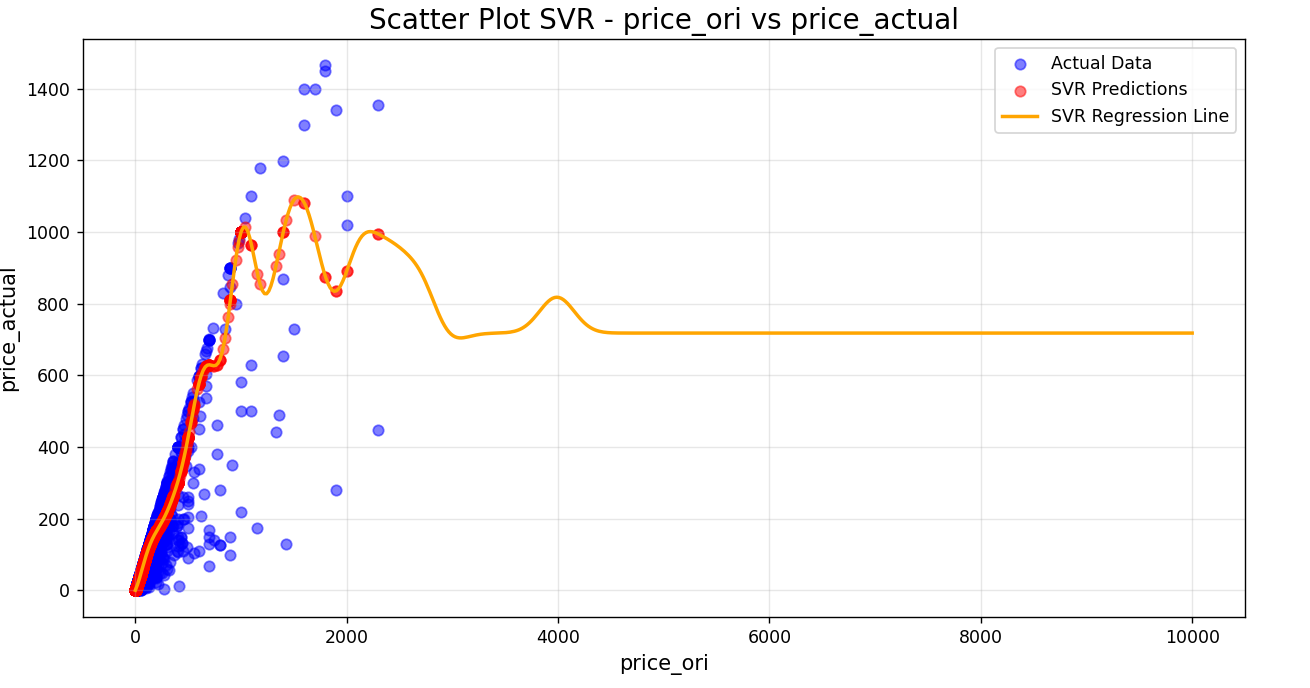 Scatter Plot SVR - price_ori vs price_actual
Actual Data
SVR Predictions
SVR Regression Line
price_actual
1400
1200
1000
800
600
400
200
0
0 2000 4000 6000 8000 10000
price_ori